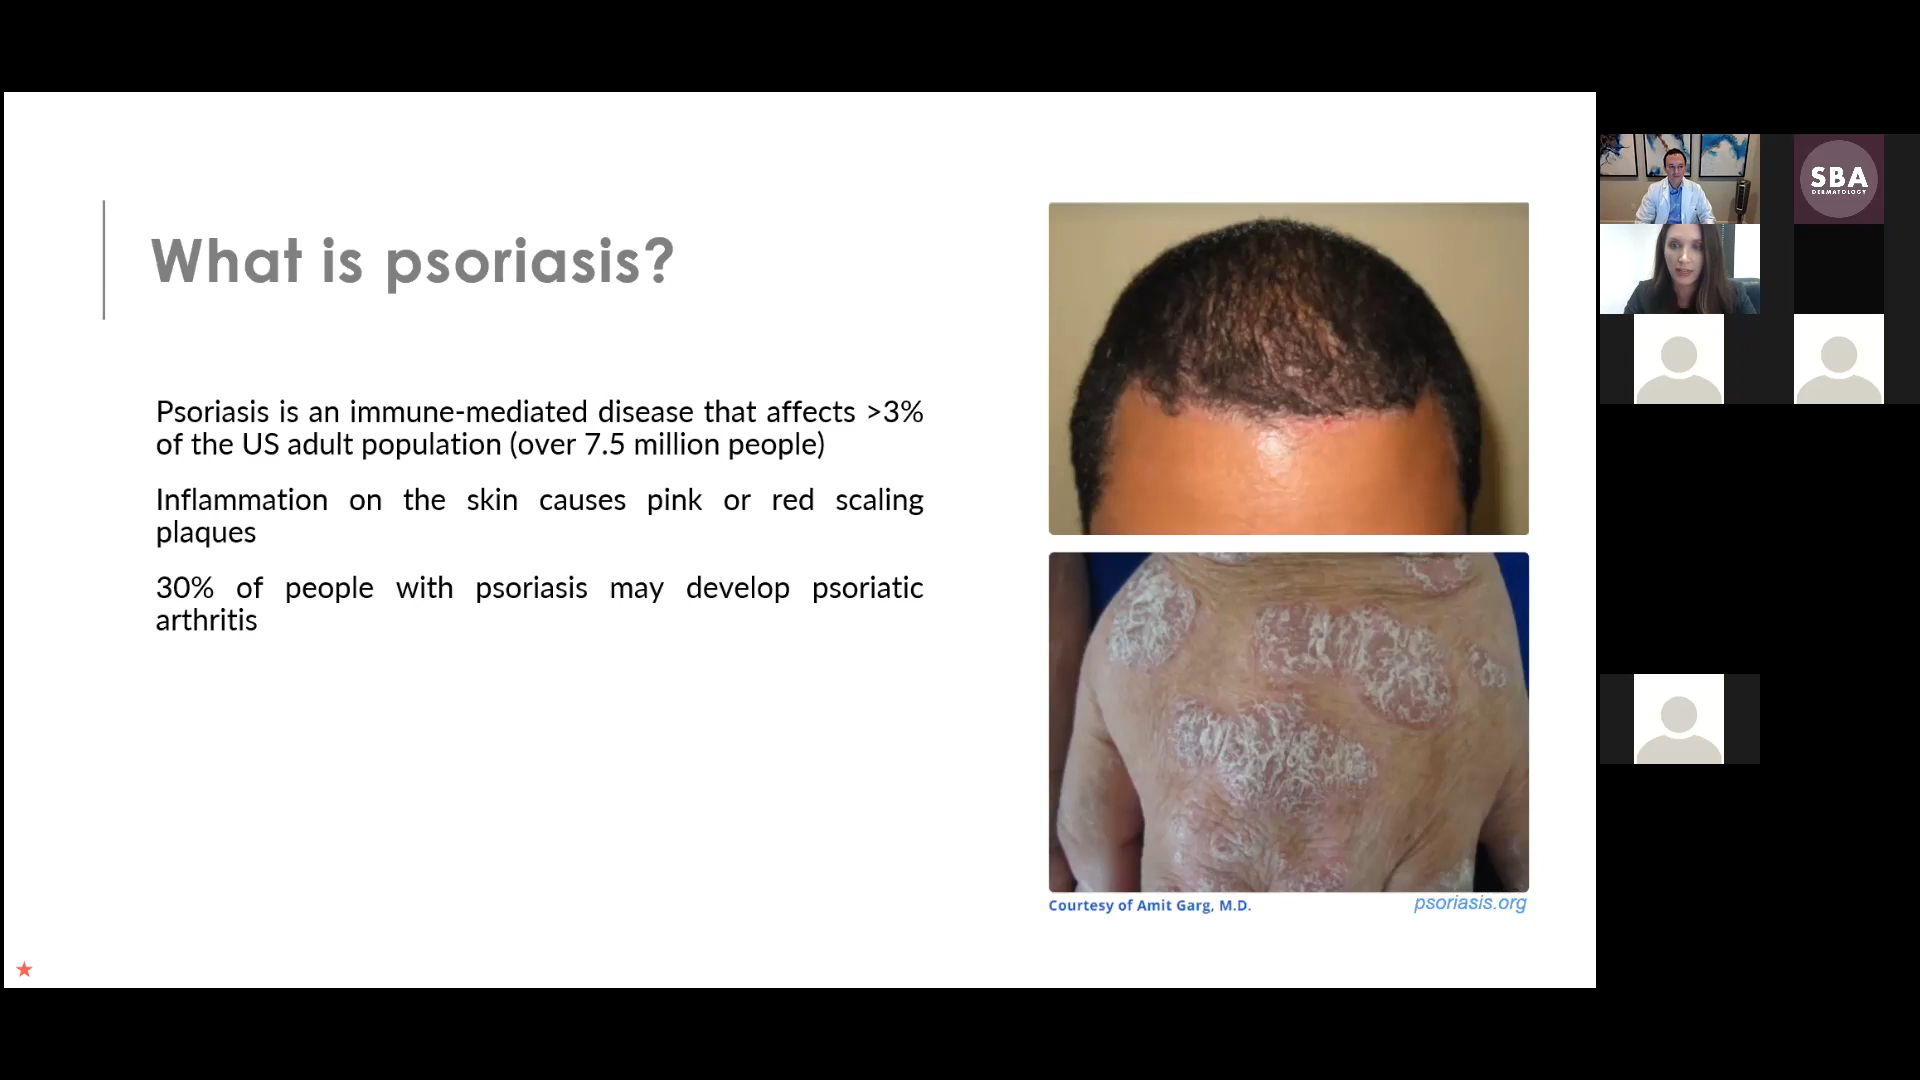 What is psoriasis?
Psoriasis is an immune-mediated disease that affects >3%
of the US adult population (over 7.5 million people)
Inflammation on the skin causes pink or red scaling
plaques
30% of people with psoriasis may develop psoriatic
arthritis
Courtesy of Amit Garg, M.D.
psoriasis.org
SBA
DERMATOLOGY